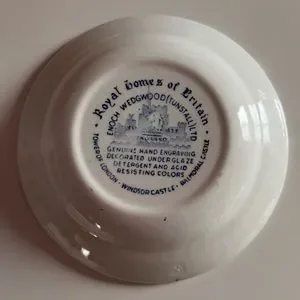 Royal Homes of Britain
ENOCH WEDGWOOD (TUNSTALL) LTD
ENGLAND
GENUINE HAND ENGRAVING
DECORATED UNDERGLAZE
DETERGENT AND ACID
RESISTING COLORS
TOWER OF LONDON · WINDSOR CASTLE · BALMORAL CASTLE